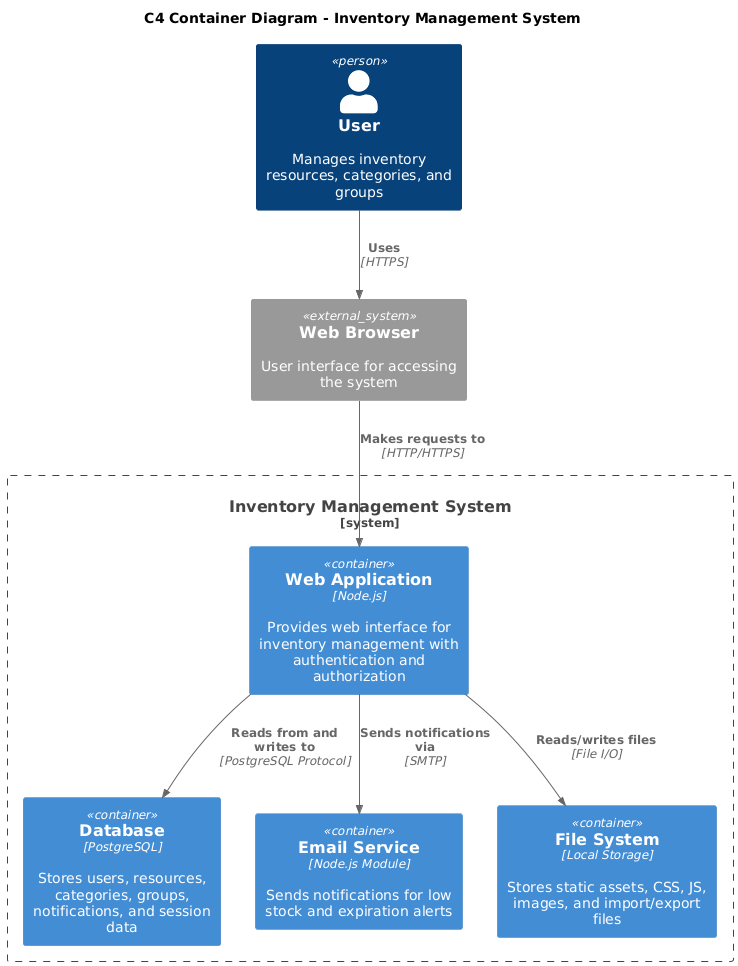 C4 Container Diagram - Inventory Management System
«person»
User
Manages inventory
resources, categories, and
groups
Uses
[HTTPS]
«external_system»
Web Browser
User interface for accessing
the system
Makes requests to
[HTTP/HTTPS]
Inventory Management System
[system]
«container»
Web Application
[Node.js]
Provides web interface for
inventory management with
authentication and
authorization
Reads from and
writes to
[PostgreSQL Protocol]
Sends notifications
via
[SMTP]
Reads/writes files
[File I/O]
«container»
Database
[PostgreSQL]
Stores users, resources,
categories, groups,
notifications, and session
data
«container»
Email Service
[Node.js Module]
Sends notifications for low
stock and expiration alerts
«container»
File System
[Local Storage]
Stores static assets, CSS, JS,
images, and import/export
files